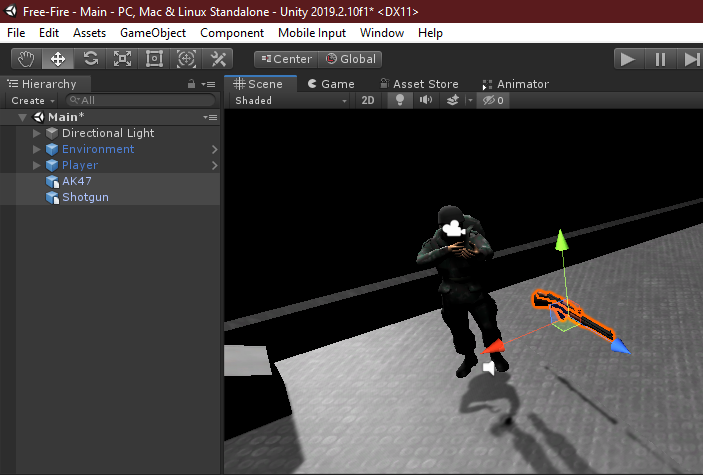 Free-Fire - Main - PC, Mac & Linux Standalone - Unity 2019.2.10f1* <DX11>
File Edit Assets GameObject Component Mobile Input Window Help
Center Global
Hierarchy Scene Game Asset Store Animator
Create All Shaded 2D 0
Main*
Directional Light
Environment
Player
AK47
Shotgun